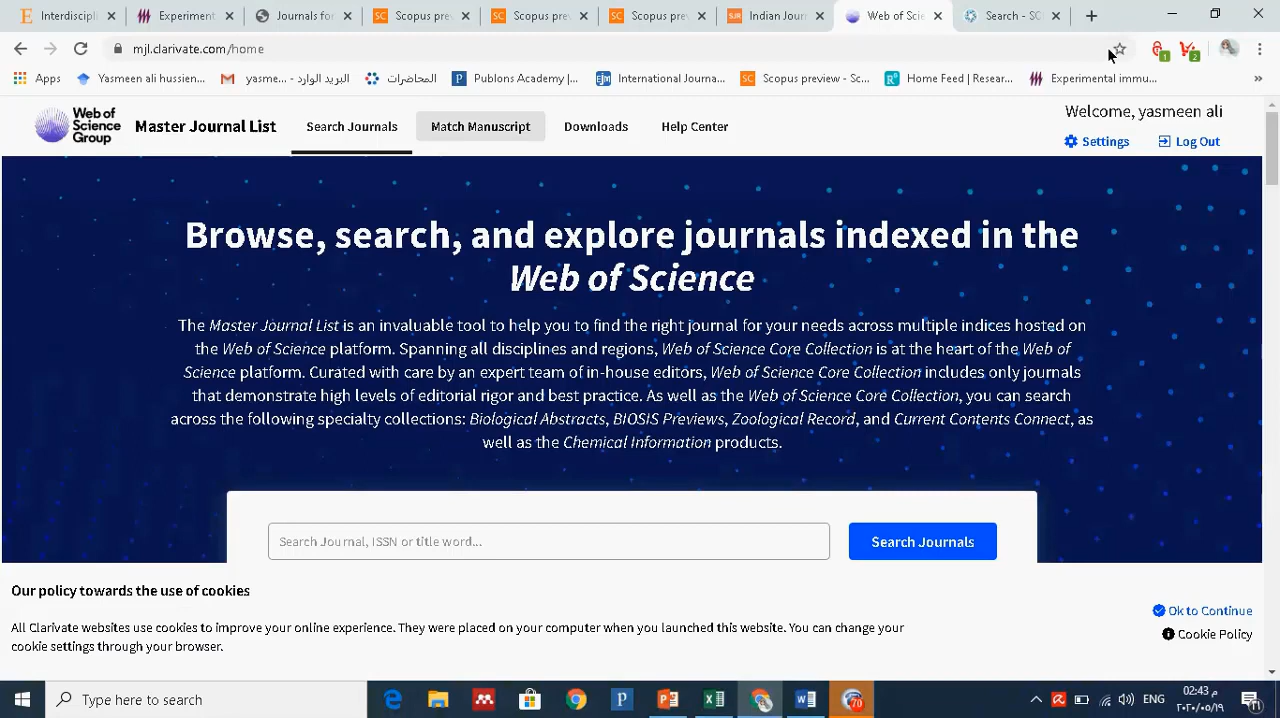 Interdiscipli
Experiment
Journals for
Scopus prev
Scopus prev
Scopus prev
Indian Jour
Web of Scie
Search - SC
mjl.clarivate.com/home
Apps
Yasmeen ali hussien...
البريد الوارد - yasme...
المحاضرات
Publons Academy |...
International Journa...
Scopus preview - Sc...
Home Feed | Resear...
Experimental immu...
Web of
Science
Group
Master Journal List
Search Journals
Match Manuscript
Downloads
Help Center
Welcome, yasmeen ali
Settings
Log Out
Browse, search, and explore journals indexed in the
Web of Science
The Master Journal List is an invaluable tool to help you to find the right journal for your needs across multiple indices hosted on
the Web of Science platform. Spanning all disciplines and regions, Web of Science Core Collection is at the heart of the Web of
Science platform. Curated with care by an expert team of in-house editors, Web of Science Core Collection includes only journals
that demonstrate high levels of editorial rigor and best practice. As well as the Web of Science Core Collection, you can search
across the following specialty collections: Biological Abstracts, BIOSIS Previews, Zoological Record, and Current Contents Connect, as
well as the Chemical Information products.
Search Journal, ISSN or title word...
Search Journals
Our policy towards the use of cookies
All Clarivate websites use cookies to improve your online experience. They were placed on your computer when you launched this website. You can change your
cookie settings through your browser.
Ok to Continue
Cookie Policy
Type here to search
70
ENG
02:43 م
٢٠٢٠/٠٥/١٩